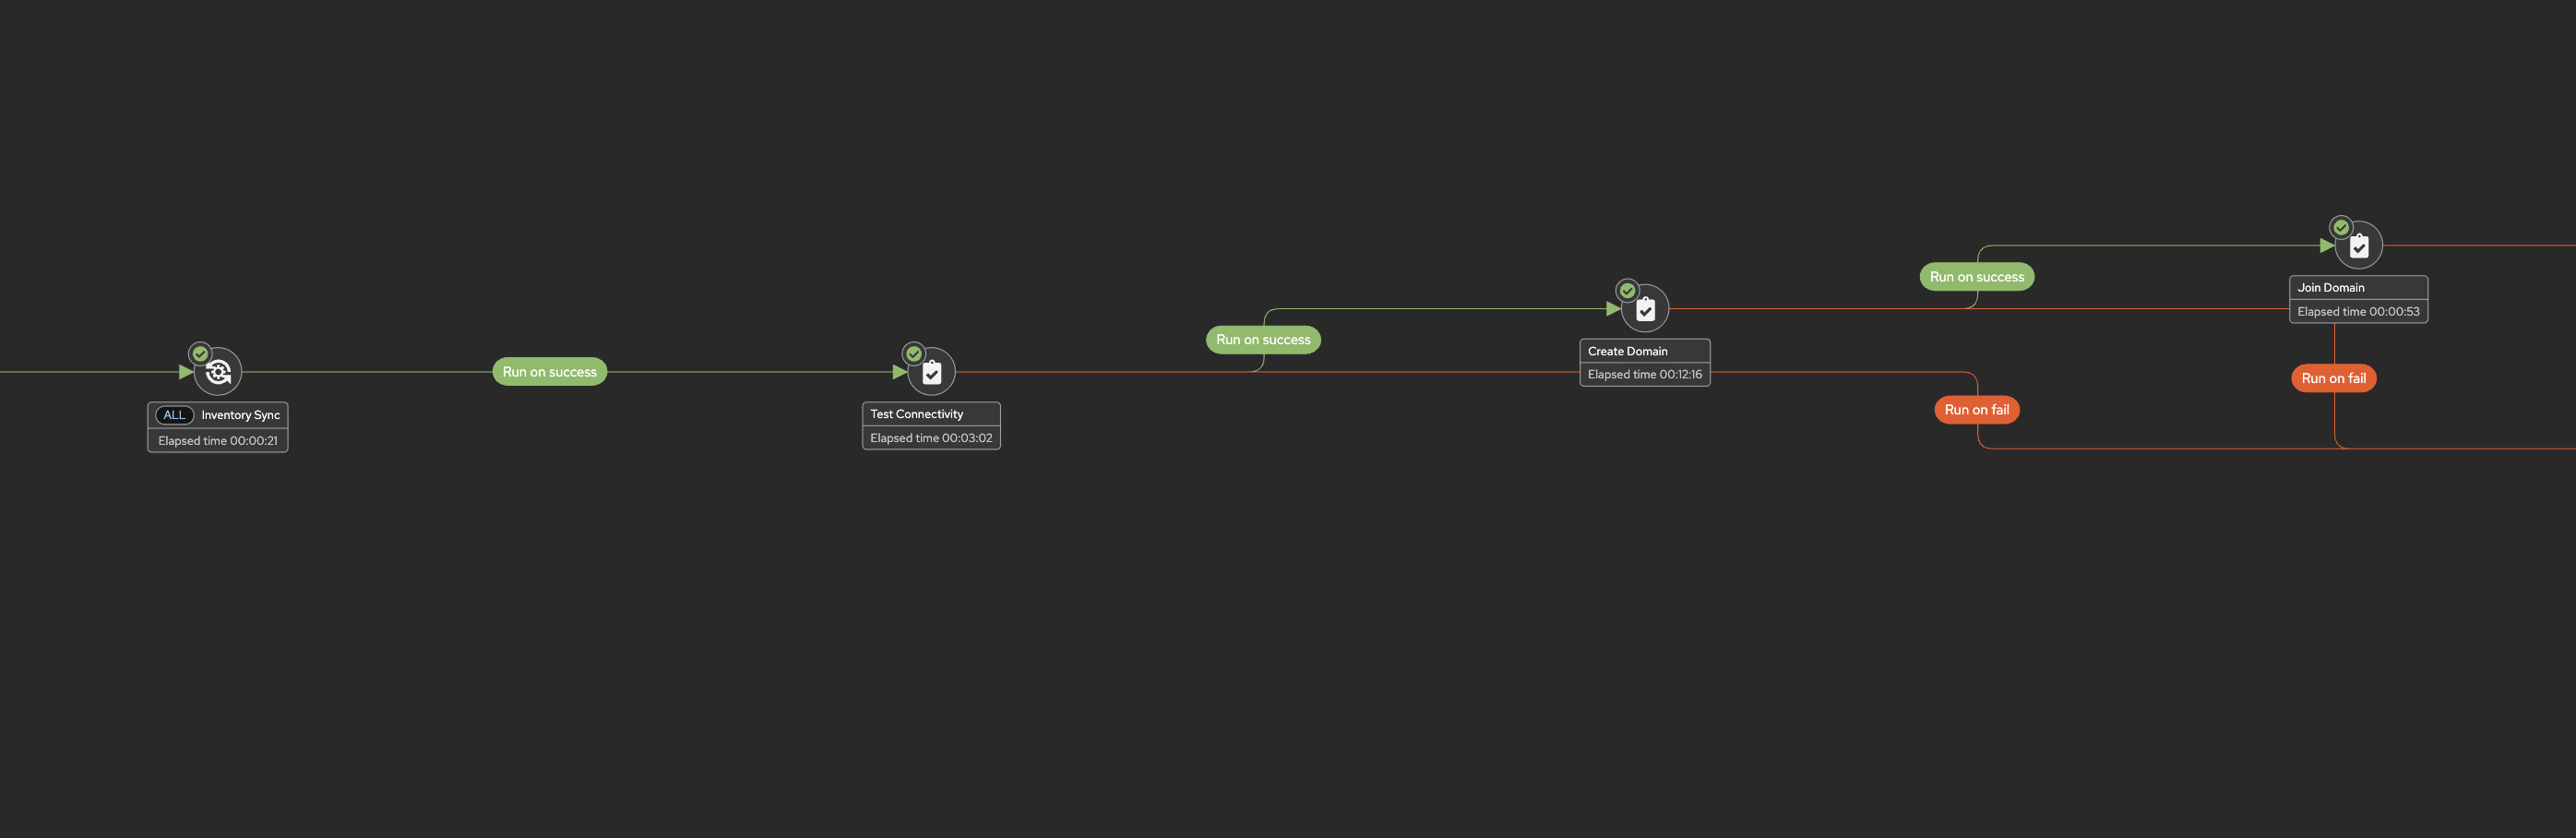 ALL Inventory Sync
Elapsed time 00:00:21
Run on success
Test Connectivity
Elapsed time 00:03:02
Run on success
Create Domain
Elapsed time 00:12:16
Run on success
Run on fail
Join Domain
Elapsed time 00:00:53
Run on fail